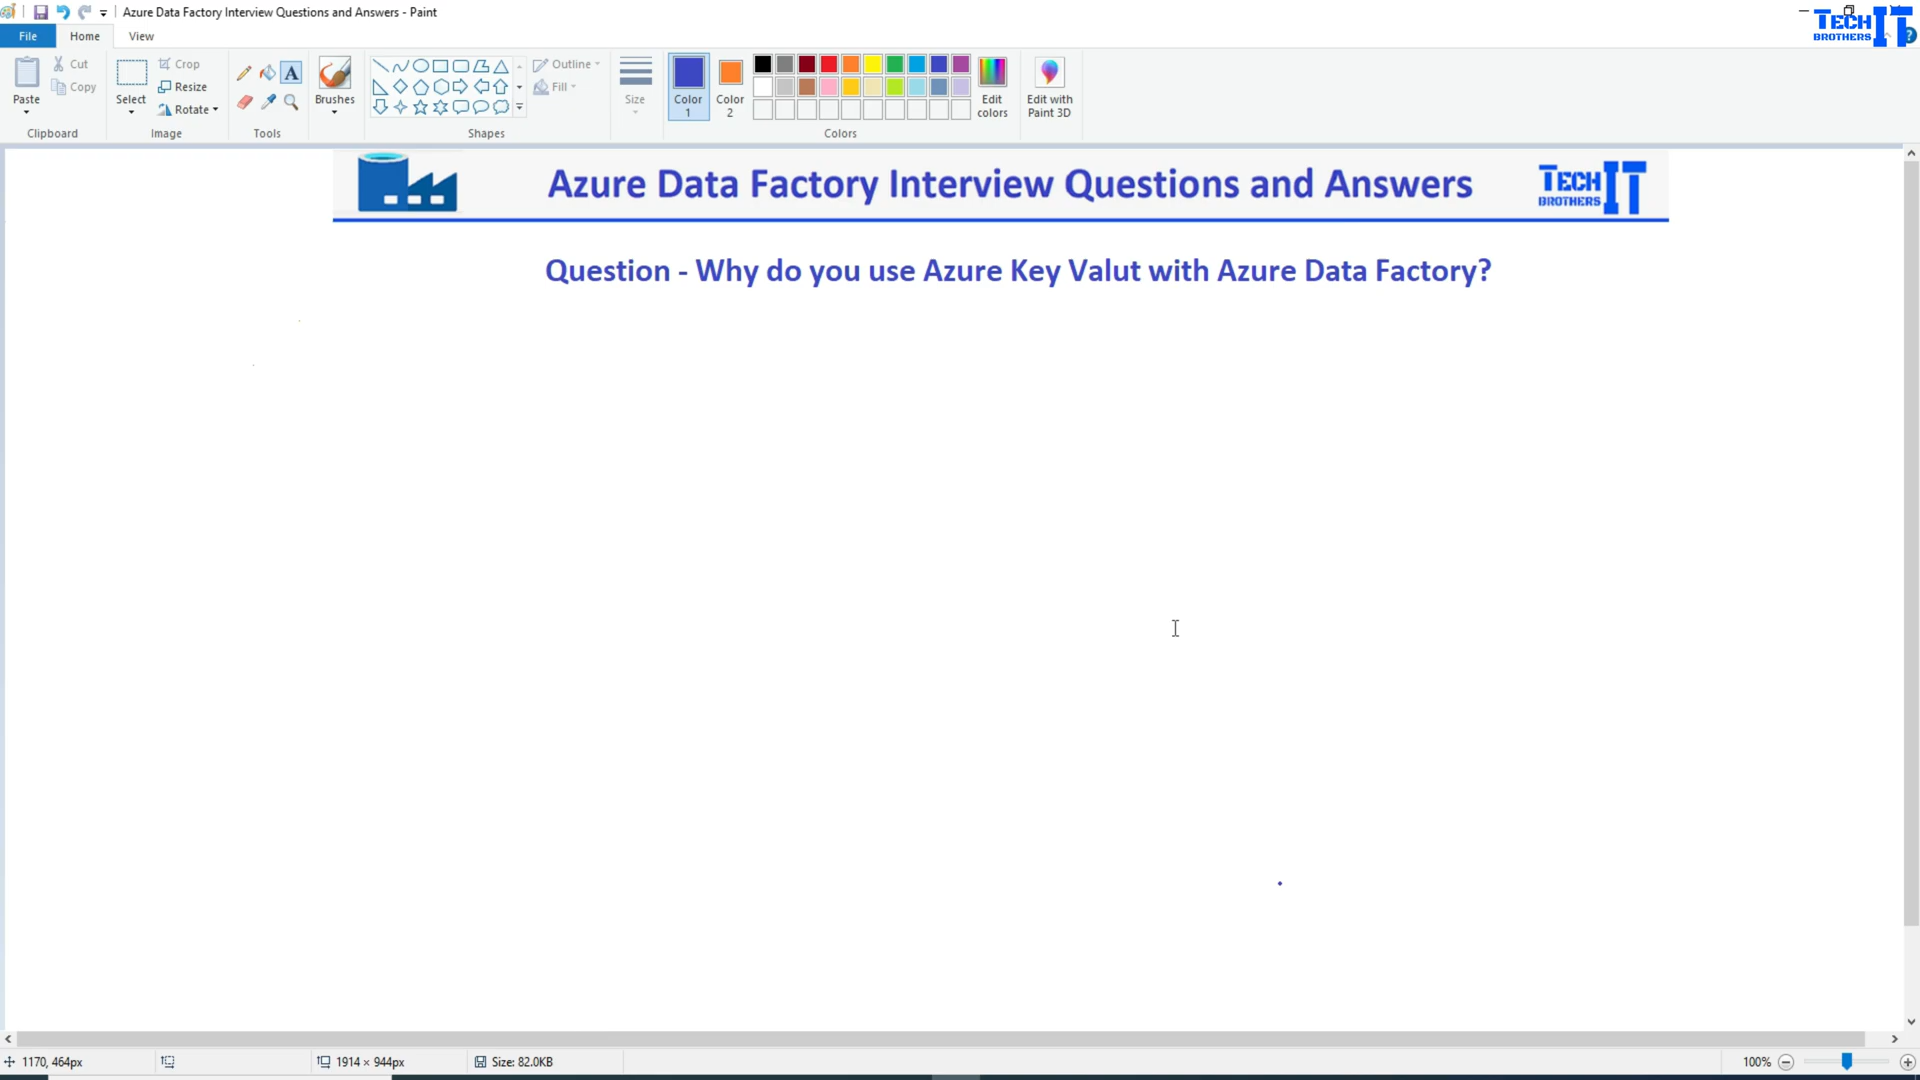 Azure Data Factory Interview Questions and Answers - Paint
TECH IT
BROTHERS
File Home View
Paste
Cut
Copy
Clipboard
Select
Crop
Resize
Rotate
Image
A
Tools
Brushes
Shapes
Outline
Fill
Size
Color
1
Color
2
Edit
colors
Colors
Edit with
Paint 3D
Azure Data Factory Interview Questions and Answers
TECH IT
BROTHERS
Question - Why do you use Azure Key Valut with Azure Data Factory?
1170, 464px
1914 × 944px
Size: 82.0KB
100%